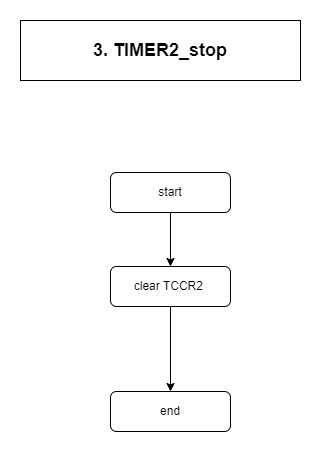 3. TIMER2_stop
start
clear TCCR2
end